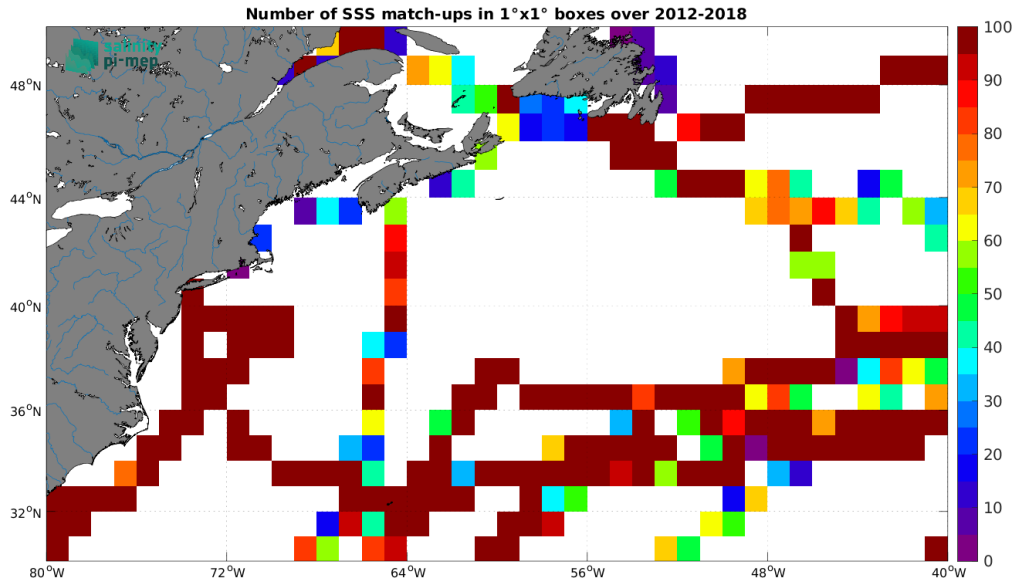 Number of SSS match-ups in 1°x1° boxes over 2012-2018
salinity
pi-mep
48°N
44°N
40°N
36°N
32°N
80°W
72°W
64°W
56°W
48°W
40°W
100
90
80
70
60
50
40
30
20
10
0